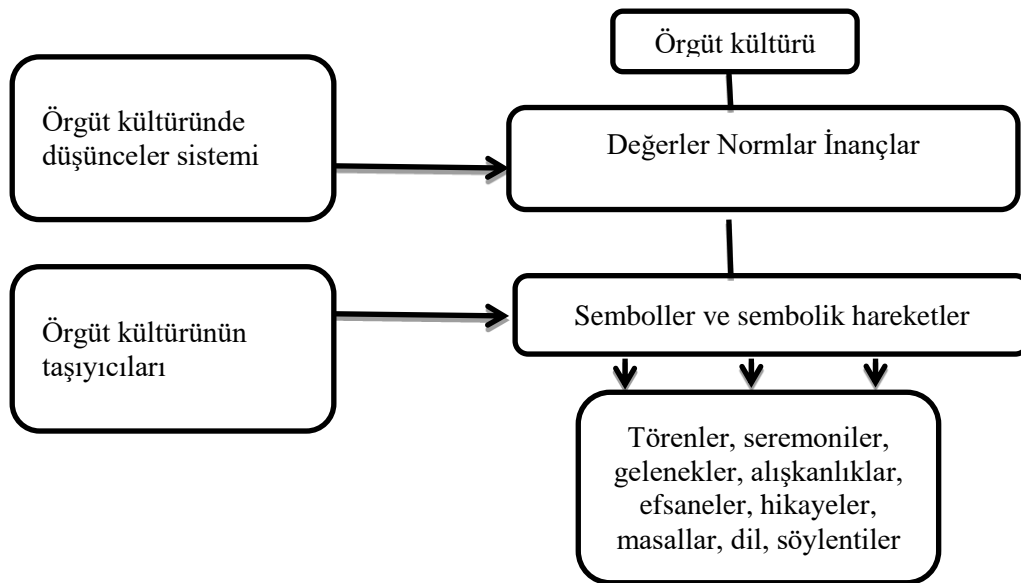 Örgüt kültürü
Örgüt kültüründe
düşünceler sistemi
Değerler Normlar İnançlar
Örgüt kültürünün
taşıyıcıları
Semboller ve sembolik hareketler
Törenler, seremoniler,
gelenekler, alışkanlıklar,
efsaneler, hikayeler,
masallar, dil, söylentiler